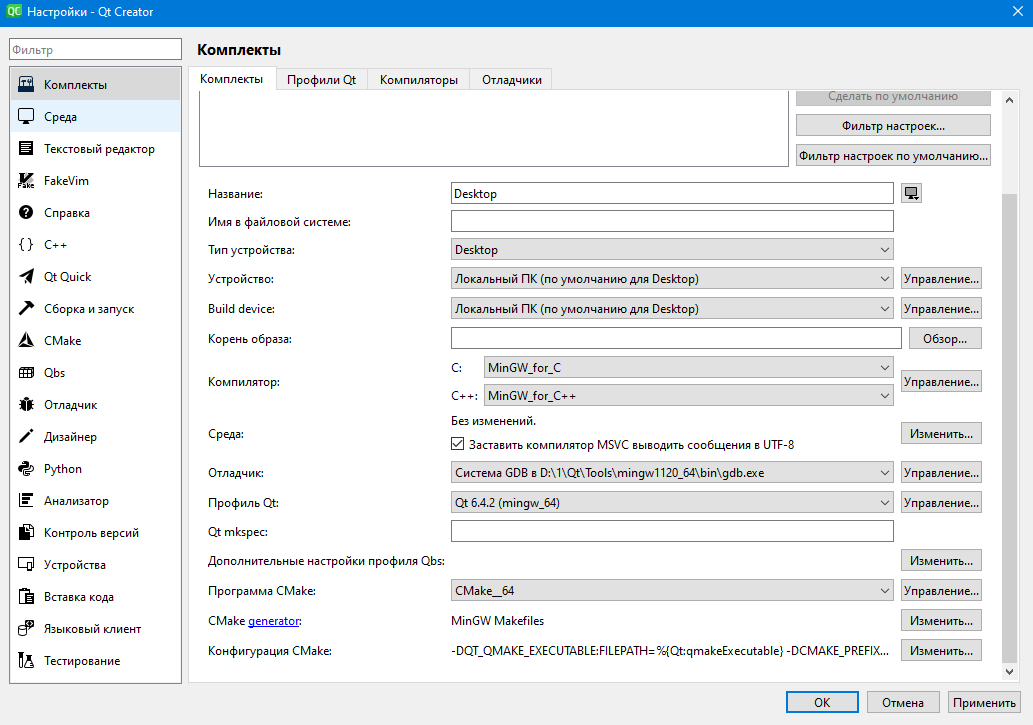 QC Настройки - Qt Creator
Фильтр
Комплекты
Среда
Текстовый редактор
FakeVim
Справка
C++
Qt Quick
Сборка и запуск
CMake
Qbs
Отладчик
Дизайнер
Python
Анализатор
Контроль версий
Устройства
Вставка кода
Языковый клиент
Тестирование
Комплекты
Комплекты Профили Qt Компиляторы Отладчики
Сделать по умолчанию
Фильтр настроек...
Фильтр настроек по умолчанию...
Название: Desktop
Имя в файловой системе:
Тип устройства: Desktop
Устройство: Локальный ПК (по умолчанию для Desktop) Управление...
Build device: Локальный ПК (по умолчанию для Desktop) Управление...
Корень образа: Обзор...
Компилятор: Управление...
C: MinGW_for_C
C++: MinGW_for_C++
Среда: Изменить...
Без изменений.
Заставить компилятор MSVC выводить сообщения в UTF-8
Отладчик: Система GDB в D:\1\Qt\Tools\mingw1120_64\bin\gdb.exe Управление...
Профиль Qt: Qt 6.4.2 (mingw_64) Управление...
Qt mkspec:
Дополнительные настройки профиля Qbs: Изменить...
Программа CMake: CMake__64 Управление...
CMake generator: MinGW Makefiles Изменить...
Конфигурация CMake: -DQT_QMAKE_EXECUTABLE:FILEPATH=%{Qt:qmakeExecutable} -DCMAKE_PREFIX... Изменить...
OK Отмена Применить